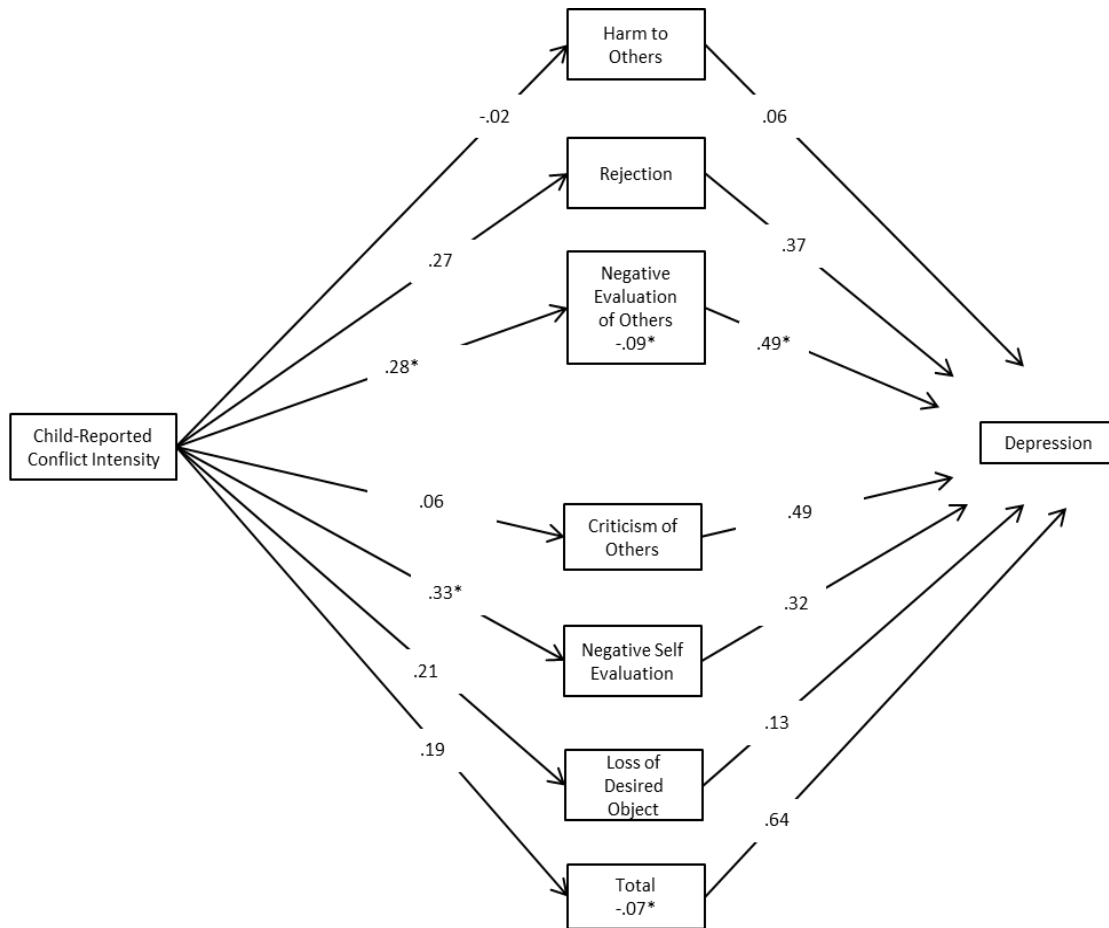 Harm to
Others
-.02
.06
Rejection
.27
.37
Negative
Evaluation
of Others
-.09*
.28*
.49*
Child-Reported
Conflict Intensity
Depression
.06
Criticism of
Others
.49
.33*
Negative Self
Evaluation
.32
.21
Loss of
Desired
Object
.13
.19
.64
Total
-.07*